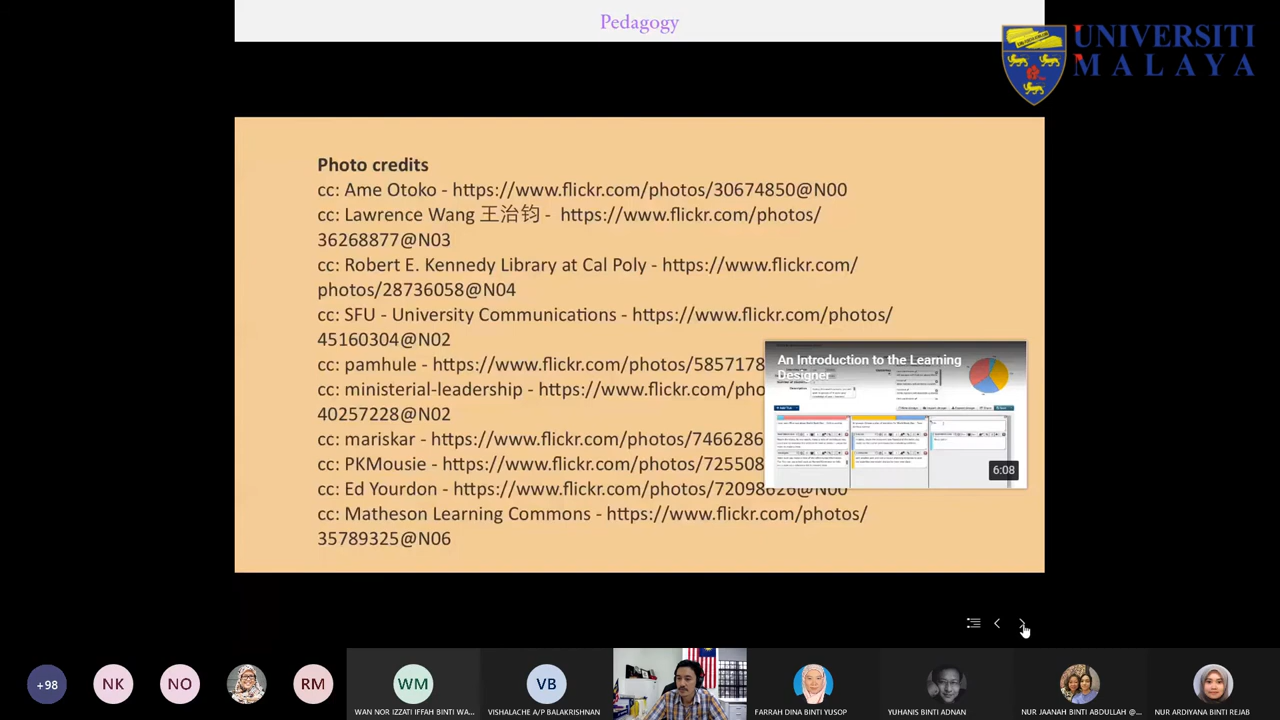 Pedagogy
UNIVERSITI
MALAYA
Photo credits
cc: Ame Otoko - https://www.flickr.com/photos/30674850@N00
cc: Lawrence Wang 王治钧 - https://www.flickr.com/photos/
36268877@N03
cc: Robert E. Kennedy Library at Cal Poly - https://www.flickr.com/
photos/28736058@N04
cc: SFU - University Communications - https://www.flickr.com/photos/
45160304@N02
cc: pamhule - https://www.flickr.com/photos/5857178
cc: ministerial-leadership - https://www.flickr.com/photos/
40257228@N02
cc: mariskar - https://www.flickr.com/photos/7466286
cc: PKMousie - https://www.flickr.com/photos/725508
cc: Ed Yourdon - https://www.flickr.com/photos/72098626@N00
cc: Matheson Learning Commons - https://www.flickr.com/photos/
35789325@N06
An Introduction to the Learning
Designer
6:08
+98
NK
NO
RM
WM
VB
WAN NOR IZZATI IFFAH BINTI WA...
VISHALACHE A/P BALAKRISHNAN
FARRAH DINA BINTI YUSOP
YUHANIS BINTI ADNAN
NUR JAANAH BINTI ABDULLAH @...
NUR ARDIYANA BINTI REJAB